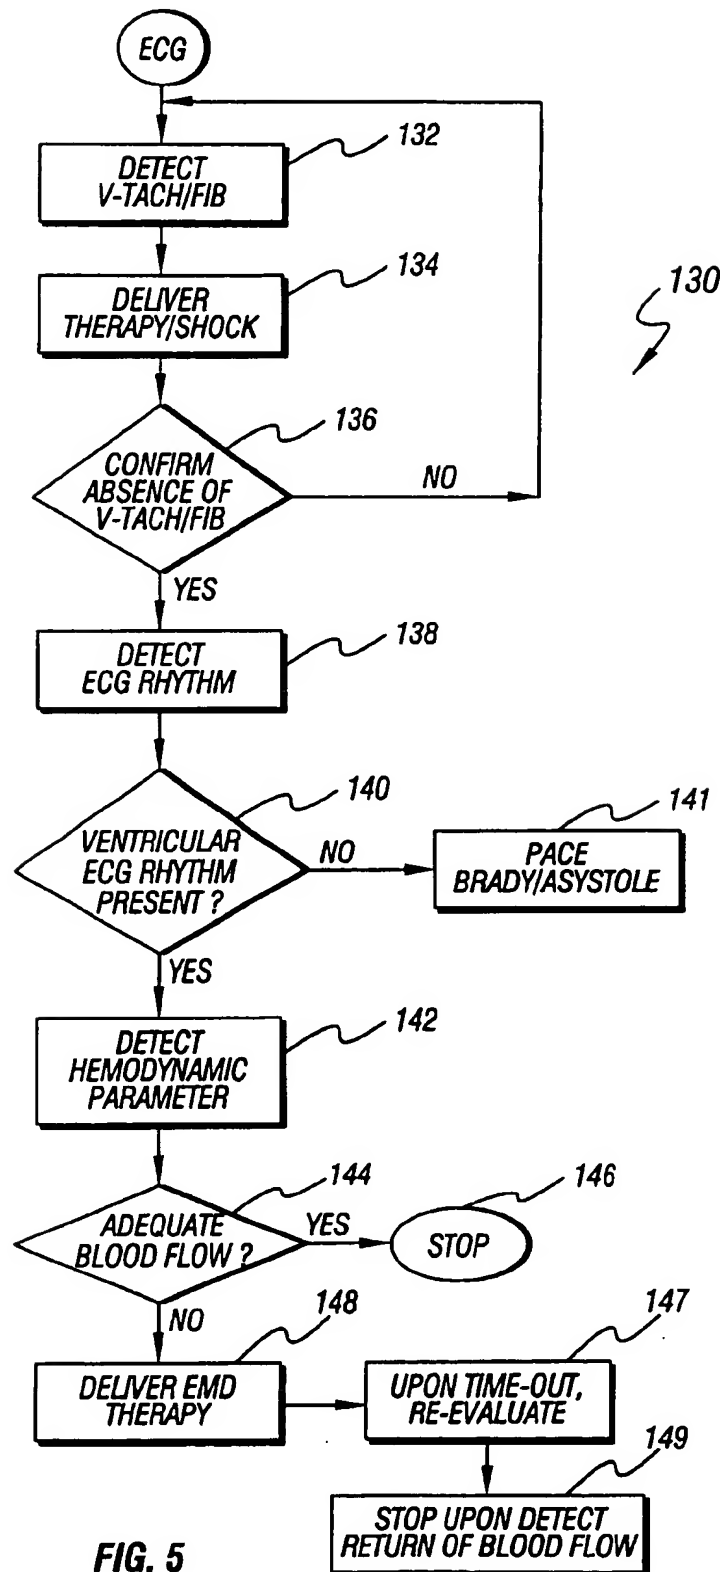 ECG
132
DETECT
V-TACH/FIB
134
DELIVER
THERAPY/SHOCK
130
136
CONFIRM
ABSENCE OF
V-TACH/FIB
NO
YES
138
DETECT
ECG RHYTHM
140
VENTRICULAR
ECG RHYTHM
PRESENT ?
NO
141
PACE
BRADY/ASYSTOLE
YES
142
DETECT
HEMODYNAMIC
PARAMETER
144
ADEQUATE
BLOOD FLOW ?
YES
146
STOP
NO
148
DELIVER EMD
THERAPY
147
UPON TIME-OUT,
RE-EVALUATE
149
STOP UPON DETECT
RETURN OF BLOOD FLOW
FIG. 5